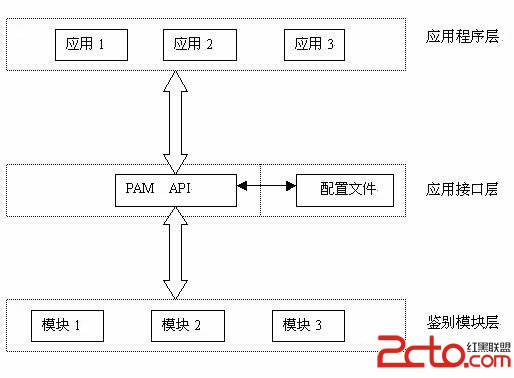 应用 1 应用 2 应用 3 应用程序层
PAM API 配置文件 应用接口层
模块 1 模块 2 模块 3 鉴别模块层
2cto.com 红黑联盟